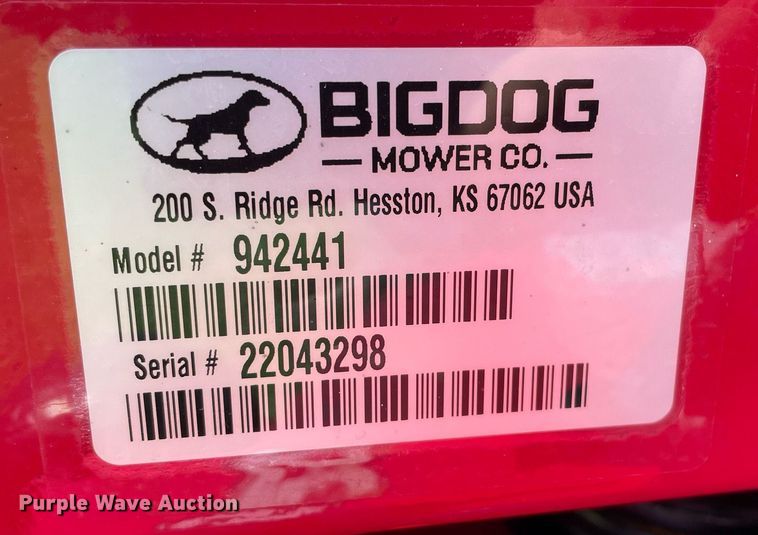 BIGDOG
— MOWER CO. —
200 S. Ridge Rd. Hesston, KS 67062 USA
Model # 942441
Serial # 22043298
Purple Wave Auction